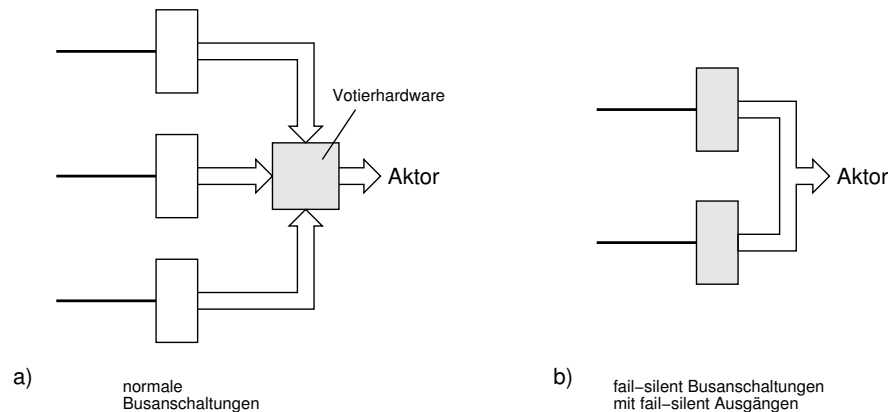 Votierhardware
Aktor
Aktor
a)
normale
Busanschaltungen
b)
fail−silent Busanschaltungen
mit fail−silent Ausgängen